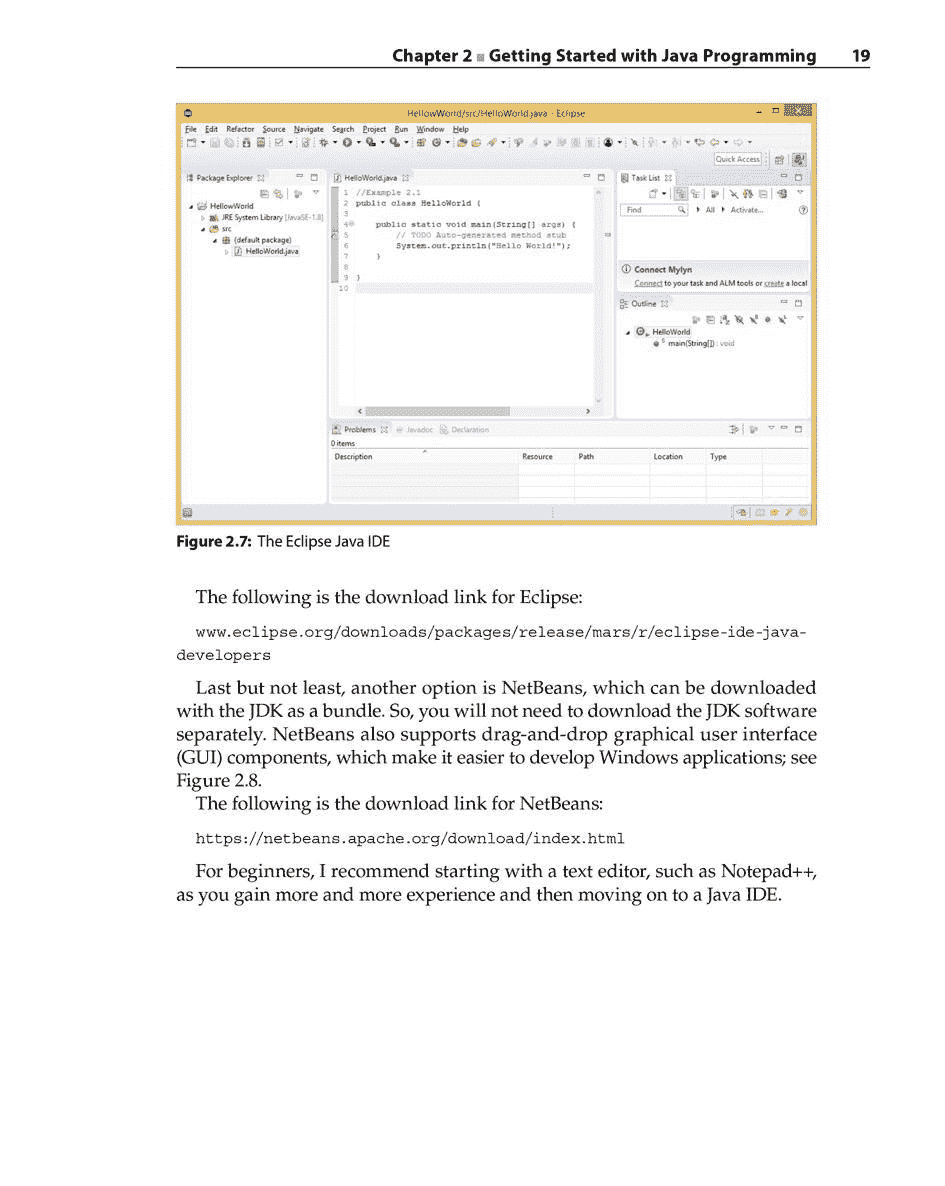 Chapter 2 ■ Getting Started with Java Programming 19
HellowWorld/src/HelloWorld.java - Eclipse
File Edit Refactor Source Navigate Search Project Run Window Help
Quick Access
Package Explorer
HellowWorld
JRE System Library [JavaSE-1.8]
src
(default package)
HelloWorld.java
HelloWorld.java
1 //Example 2.1
2 public class HelloWorld {
3
4 public static void main(String[] args) {
5 // TODO Auto-generated method stub
6 System.out.println("Hello World!");
7 }
8
9 }
10
Task List
Find All Activate...
Connect Mylyn
Connect to your task and ALM tools or create a local
Outline
HelloWorld
main(String[]) : void
Problems Javadoc Declaration
0 items
Description Resource Path Location Type
Figure 2.7: The Eclipse Java IDE
The following is the download link for Eclipse:
www.eclipse.org/downloads/packages/release/mars/r/eclipse-ide-java-
developers
Last but not least, another option is NetBeans, which can be downloaded
with the JDK as a bundle. So, you will not need to download the JDK software
separately. NetBeans also supports drag-and-drop graphical user interface
(GUI) components, which make it easier to develop Windows applications; see
Figure 2.8.
The following is the download link for NetBeans:
https://netbeans.apache.org/download/index.html
For beginners, I recommend starting with a text editor, such as Notepad++,
as you gain more and more experience and then moving on to a Java IDE.